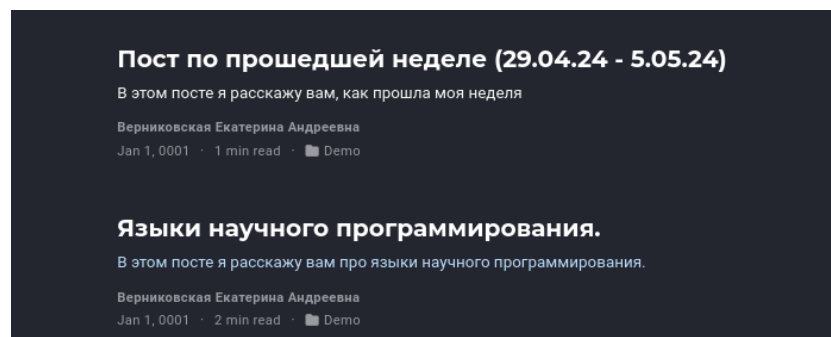 Пост по прошедшей неделе (29.04.24 - 5.05.24)
В этом посте я расскажу вам, как прошла моя неделя
Верниковская Екатерина Андреевна
Jan 1, 0001 · 1 min read · Demo
Языки научного программирования.
В этом посте я расскажу вам про языки научного программирования.
Верниковская Екатерина Андреевна
Jan 1, 0001 · 2 min read · Demo